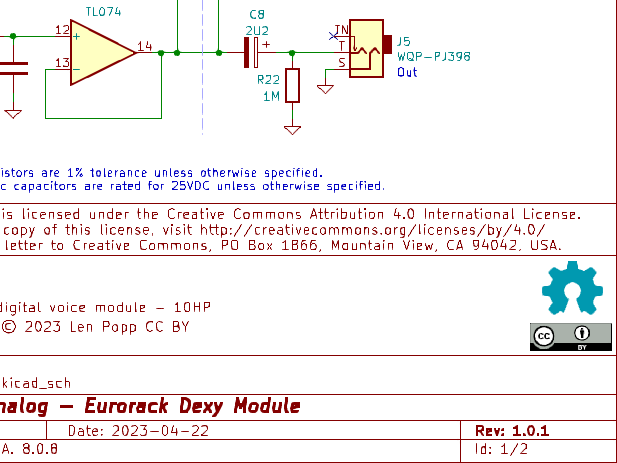 TL074
12
+
14
13
-
C8
2U2
+
R22
1M
TN
T
S
J5
WQP-PJ398
Out
istors are 1% tolerance unless otherwise specified.
c capacitors are rated for 25VDC unless otherwise specified.
is licensed under the Creative Commons Attribution 4.0 International License.
copy of this license, visit http://creativecommons.org/licenses/by/4.0/
letter to Creative Commons, PO Box 1866, Mountain View, CA 94042, USA.
digital voice module – 10HP
© 2023 Len Popp CC BY
cc
BY
kicad_sch
nalog – Eurorack Dexy Module
Date: 2023-04-22
Rev: 1.0.1
A. 8.0.8
Id: 1/2